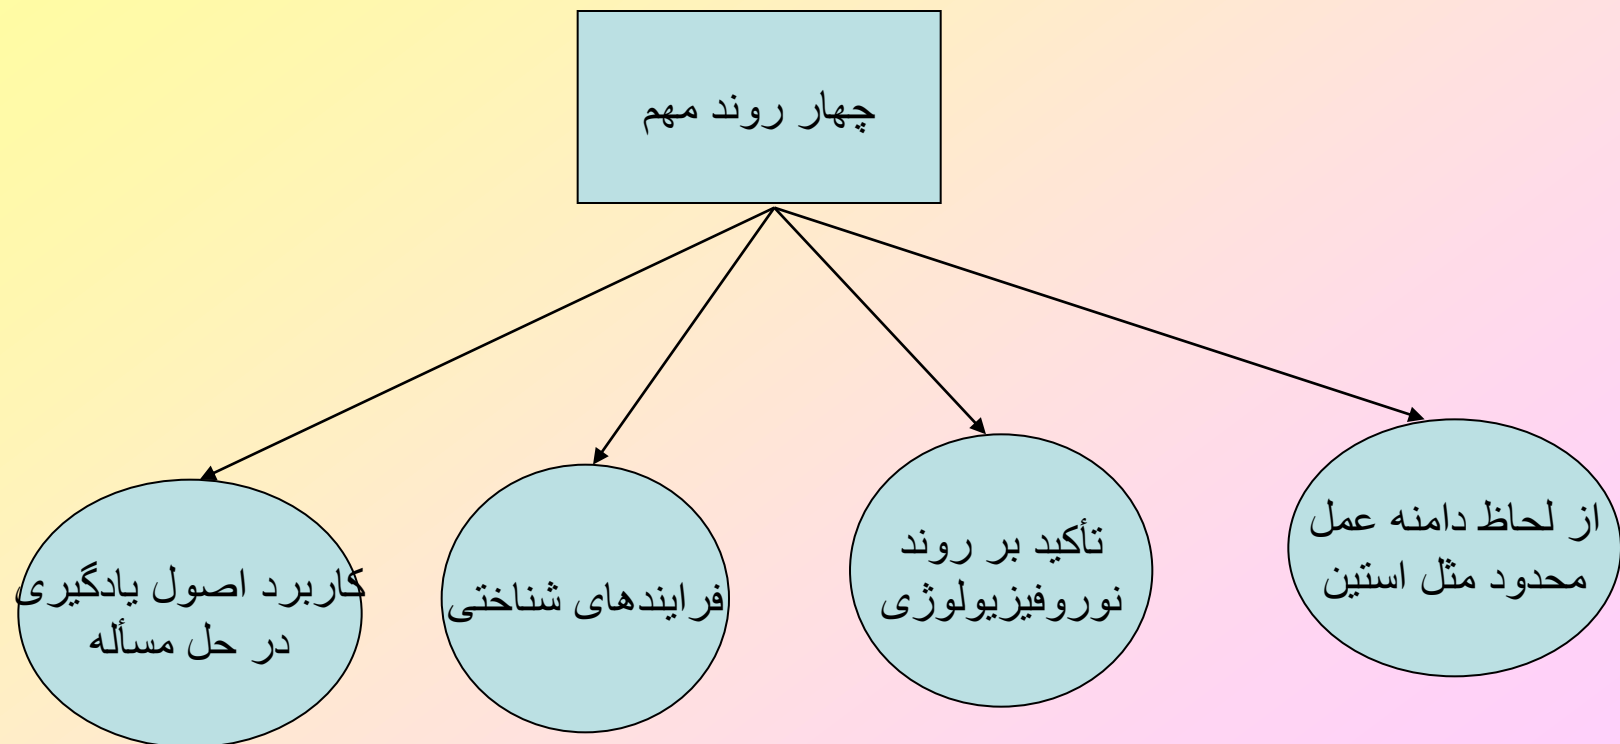 چهار روند مهم
از لحاظ دامنه عمل
محدود مثل استین
تأکید بر روند
نوروفیزیولوژی
فرایندهای شناختی
کاربرد اصول یادگیری
در حل مسأله